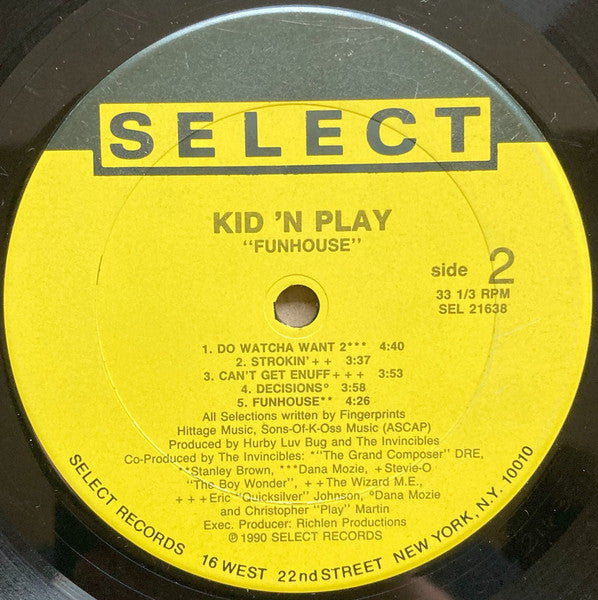 SELECT
KID 'N PLAY
"FUNHOUSE"
side 2
33 1/3 RPM
SEL 21638
1. DO WATCHA WANT 2*** 4:40
2. STROKIN'++ 3:37
3. CAN'T GET ENUFF+++ 3:53
4. DECISIONS° 3:58
5. FUNHOUSE** 4:26
All Selections written by Fingerprints
Hittage Music, Sons-Of-K-Oss Music (ASCAP)
Produced by Hurby Luv Bug and The Invincibles
Co-Produced by The Invincibles: *"The Grand Composer" DRE,
**Stanley Brown, ***Dana Mozie, +Stevie-O
"The Boy Wonder", ++The Wizard M.E.,
+++Eric "Quicksilver" Johnson, °Dana Mozie
and Christopher "Play" Martin
Exec. Producer: Richlen Productions
℗ 1990 SELECT RECORDS
SELECT RECORDS 16 WEST 22nd STREET NEW YORK, N.Y. 10010